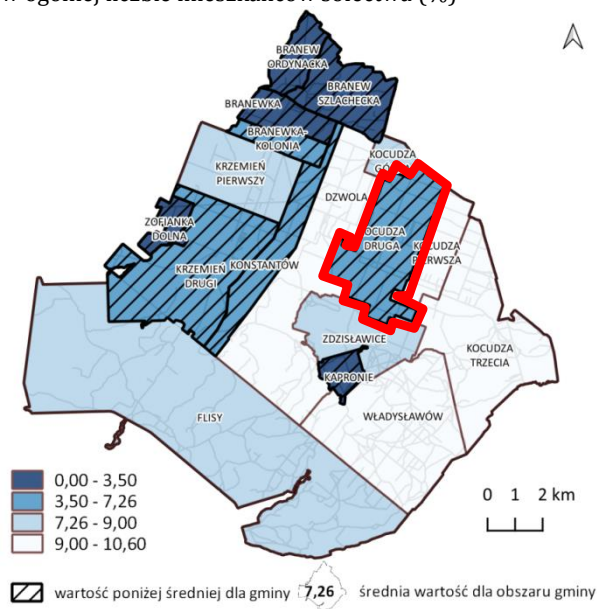 w ogólnej liczbie mieszkańców sołectwa (%)
BRANEW
ORDYNACKA
BRANEW
SZLACHECKA
BRANEWKA
BRANEWKA-
KOLONIA
KRZEMIEŃ
PIERWSZY
KOCUDZA
DZWOLA
ZOFIANKA
DOLNA
OCUDZA
DRUGA
KOCUDZA
PIERWSZA
KRZEMIEŃ
DRUGI
KONSTANTÓW
ZDZISŁAWICE
KAPRONIE
KOCUDZA
TRZECIA
WŁADYSŁAWÓW
FLISY
0,00 - 3,50
3,50 - 7,26
7,26 - 9,00
9,00 - 10,60
0 1 2 km
wartość poniżej średniej dla gminy 7,26 średnia wartość dla obszaru gminy